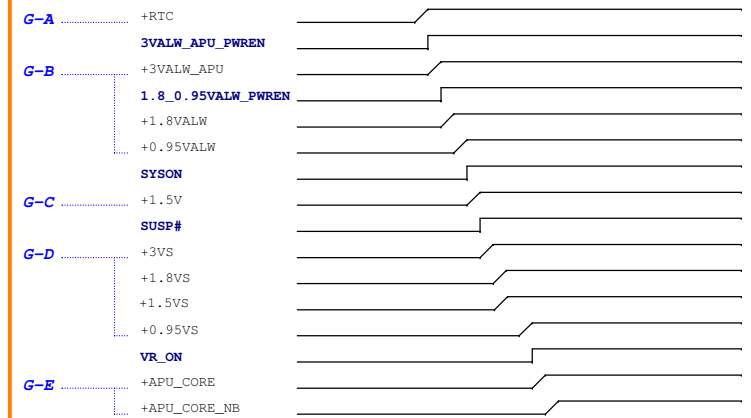 G-A +RTC
3VALW_APU_PWREN
G-B +3VALW_APU
1.8_0.95VALW_PWREN
+1.8VALW
+0.95VALW
SYSON
G-C +1.5V
SUSP#
G-D +3VS
+1.8VS
+1.5VS
+0.95VS
VR_ON
G-E +APU_CORE
+APU_CORE_NB